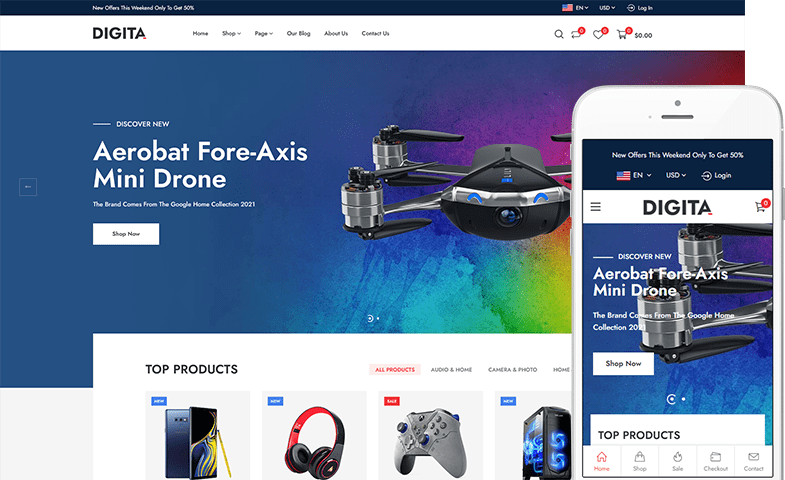 New Offers This Weekend Only To Get 50%
EN
USD
Log In
DIGITA
Home
Shop
Page
Our Blog
About Us
Contact Us
0
0
0
$0.00
DISCOVER NEW
Aerobat Fore-Axis
Mini Drone
The Brand Comes From The Google Home Collection 2021
Shop Now
TOP PRODUCTS
ALL PRODUCTS
AUDIO & HOME
CAMERA & PHOTO
HOME
NEW
NEW
SALE
NEW
New Offers This Weekend Only To Get 50%
EN
USD
Login
DIGITA
0
DISCOVER NEW
Aerobat Fore-Axis
Mini Drone
The Brand Comes From The Google Home
Collection 2021
Shop Now
TOP PRODUCTS
Home
Shop
Sale
Checkout
Contact